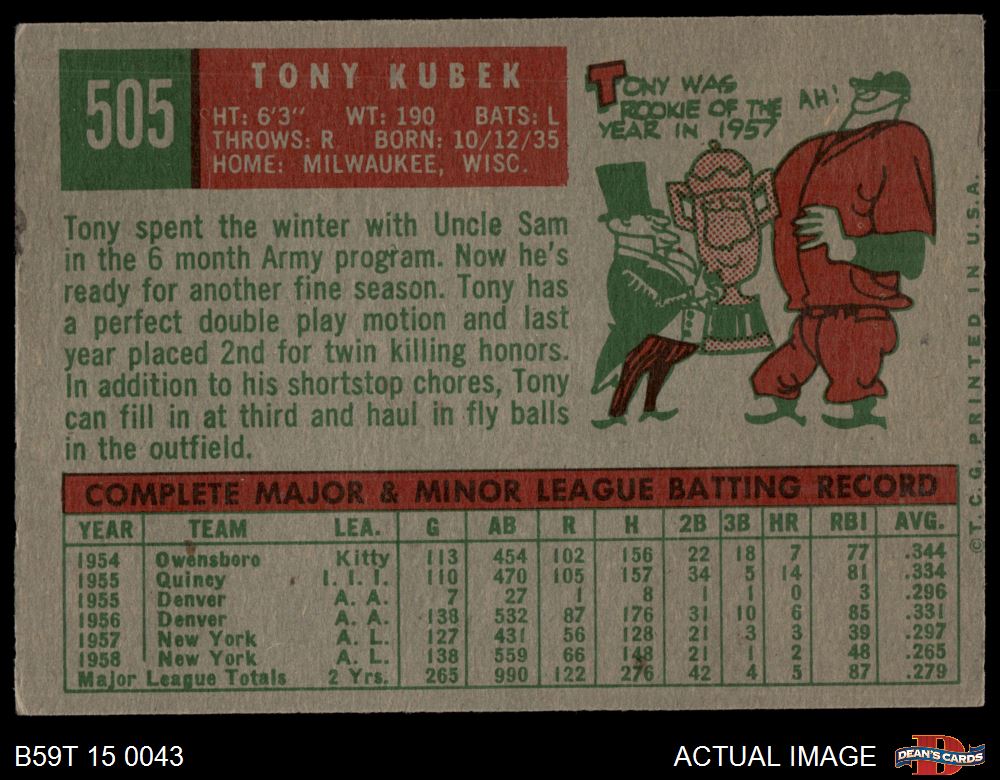 505
TONY KUBEK
HT: 6'3" WT: 190 BATS: L
THROWS: R BORN: 10/12/35
HOME: MILWAUKEE, WISC.
TONY WAS
ROOKIE OF THE
YEAR IN 1957
AH!
Tony spent the winter with Uncle Sam
in the 6 month Army program. Now he's
ready for another fine season. Tony has
a perfect double play motion and last
year placed 2nd for twin killing honors.
In addition to his shortstop chores, Tony
can fill in at third and haul in fly balls
in the outfield.
COMPLETE MAJOR & MINOR LEAGUE BATTING RECORD
YEAR TEAM LEA. G AB R H 2B 3B HR RBI AVG.
1954 Owensboro Kitty 113 454 102 156 22 18 7 77 .344
1955 Quincy I. I. I. 110 470 105 157 34 5 14 81 .334
1955 Denver A. A. 7 27 1 8 1 1 0 3 .296
1956 Denver A. A. 138 532 87 176 31 10 6 85 .331
1957 New York A. L. 127 431 56 128 21 3 3 39 .297
1958 New York A. L. 138 559 66 148 21 1 2 48 .265
Major League Totals 2 Yrs. 265 990 122 276 42 4 5 87 .279
©T.C.G. PRINTED IN U.S.A.
B59T 15 0043
ACTUAL IMAGE
D
DEAN'S CARDS